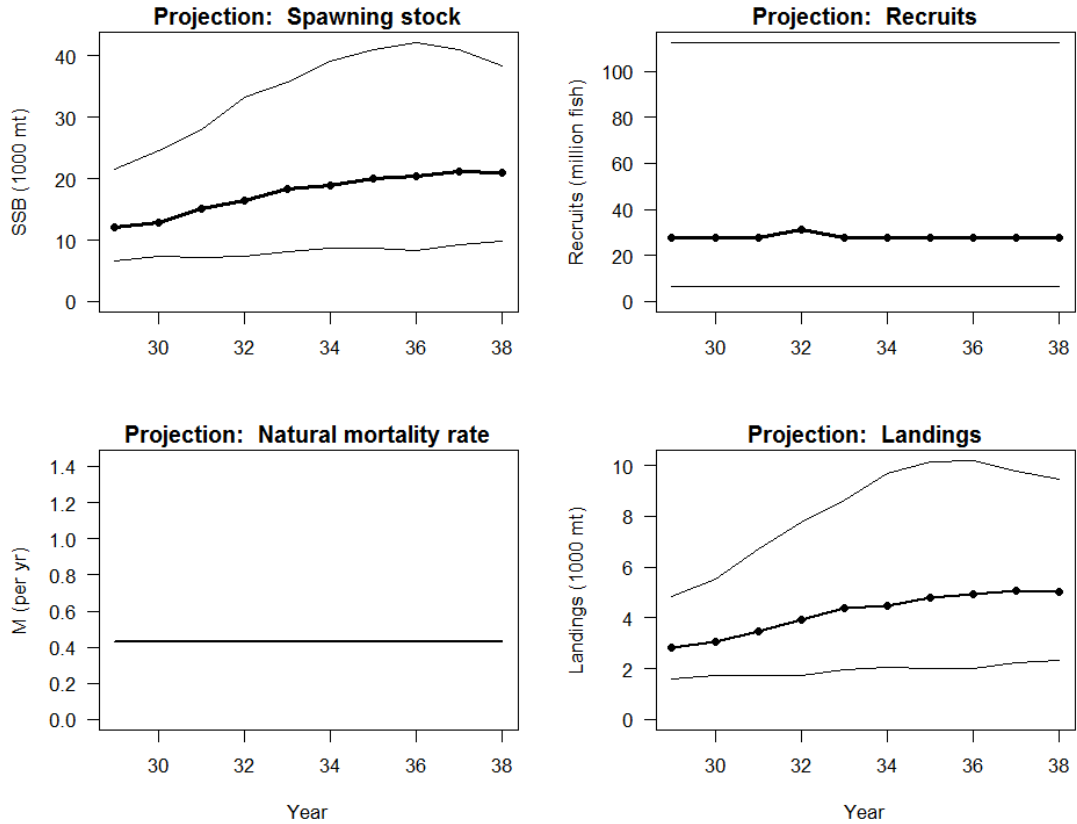 Projection: Spawning stock
SSB (1000 mt)
40
30
20
10
0
30 32 34 36 38
Projection: Recruits
Recruits (million fish)
100
80
60
40
20
0
30 32 34 36 38
Projection: Natural mortality rate
M (per yr)
1.4
1.2
1.0
0.8
0.6
0.4
0.2
0.0
30 32 34 36 38
Year
Projection: Landings
Landings (1000 mt)
10
8
6
4
2
0
30 32 34 36 38
Year